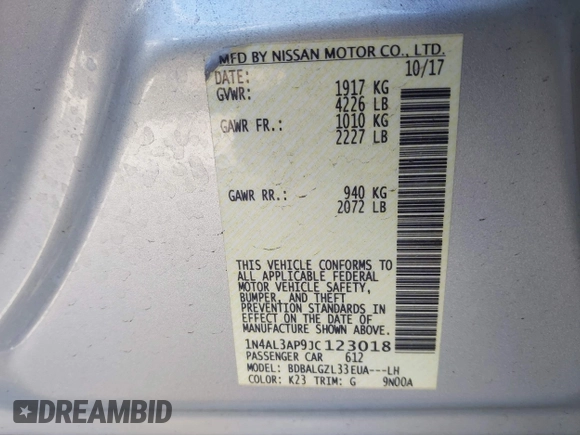 MFD BY NISSAN MOTOR CO., LTD.
DATE: 10/17
GVWR: 1917 KG
4226 LB
GAWR FR.: 1010 KG
2227 LB
GAWR RR.: 940 KG
2072 LB
THIS VEHICLE CONFORMS TO
ALL APPLICABLE FEDERAL
MOTOR VEHICLE SAFETY,
BUMPER, AND THEFT
PREVENTION STANDARDS IN
EFFECT ON THE DATE OF
MANUFACTURE SHOWN ABOVE.
1N4AL3AP9JC123018
PASSENGER CAR 612
MODEL: BDBALGZL33EUA---LH
COLOR: K23 TRIM: G 9N00A
DREAMBID